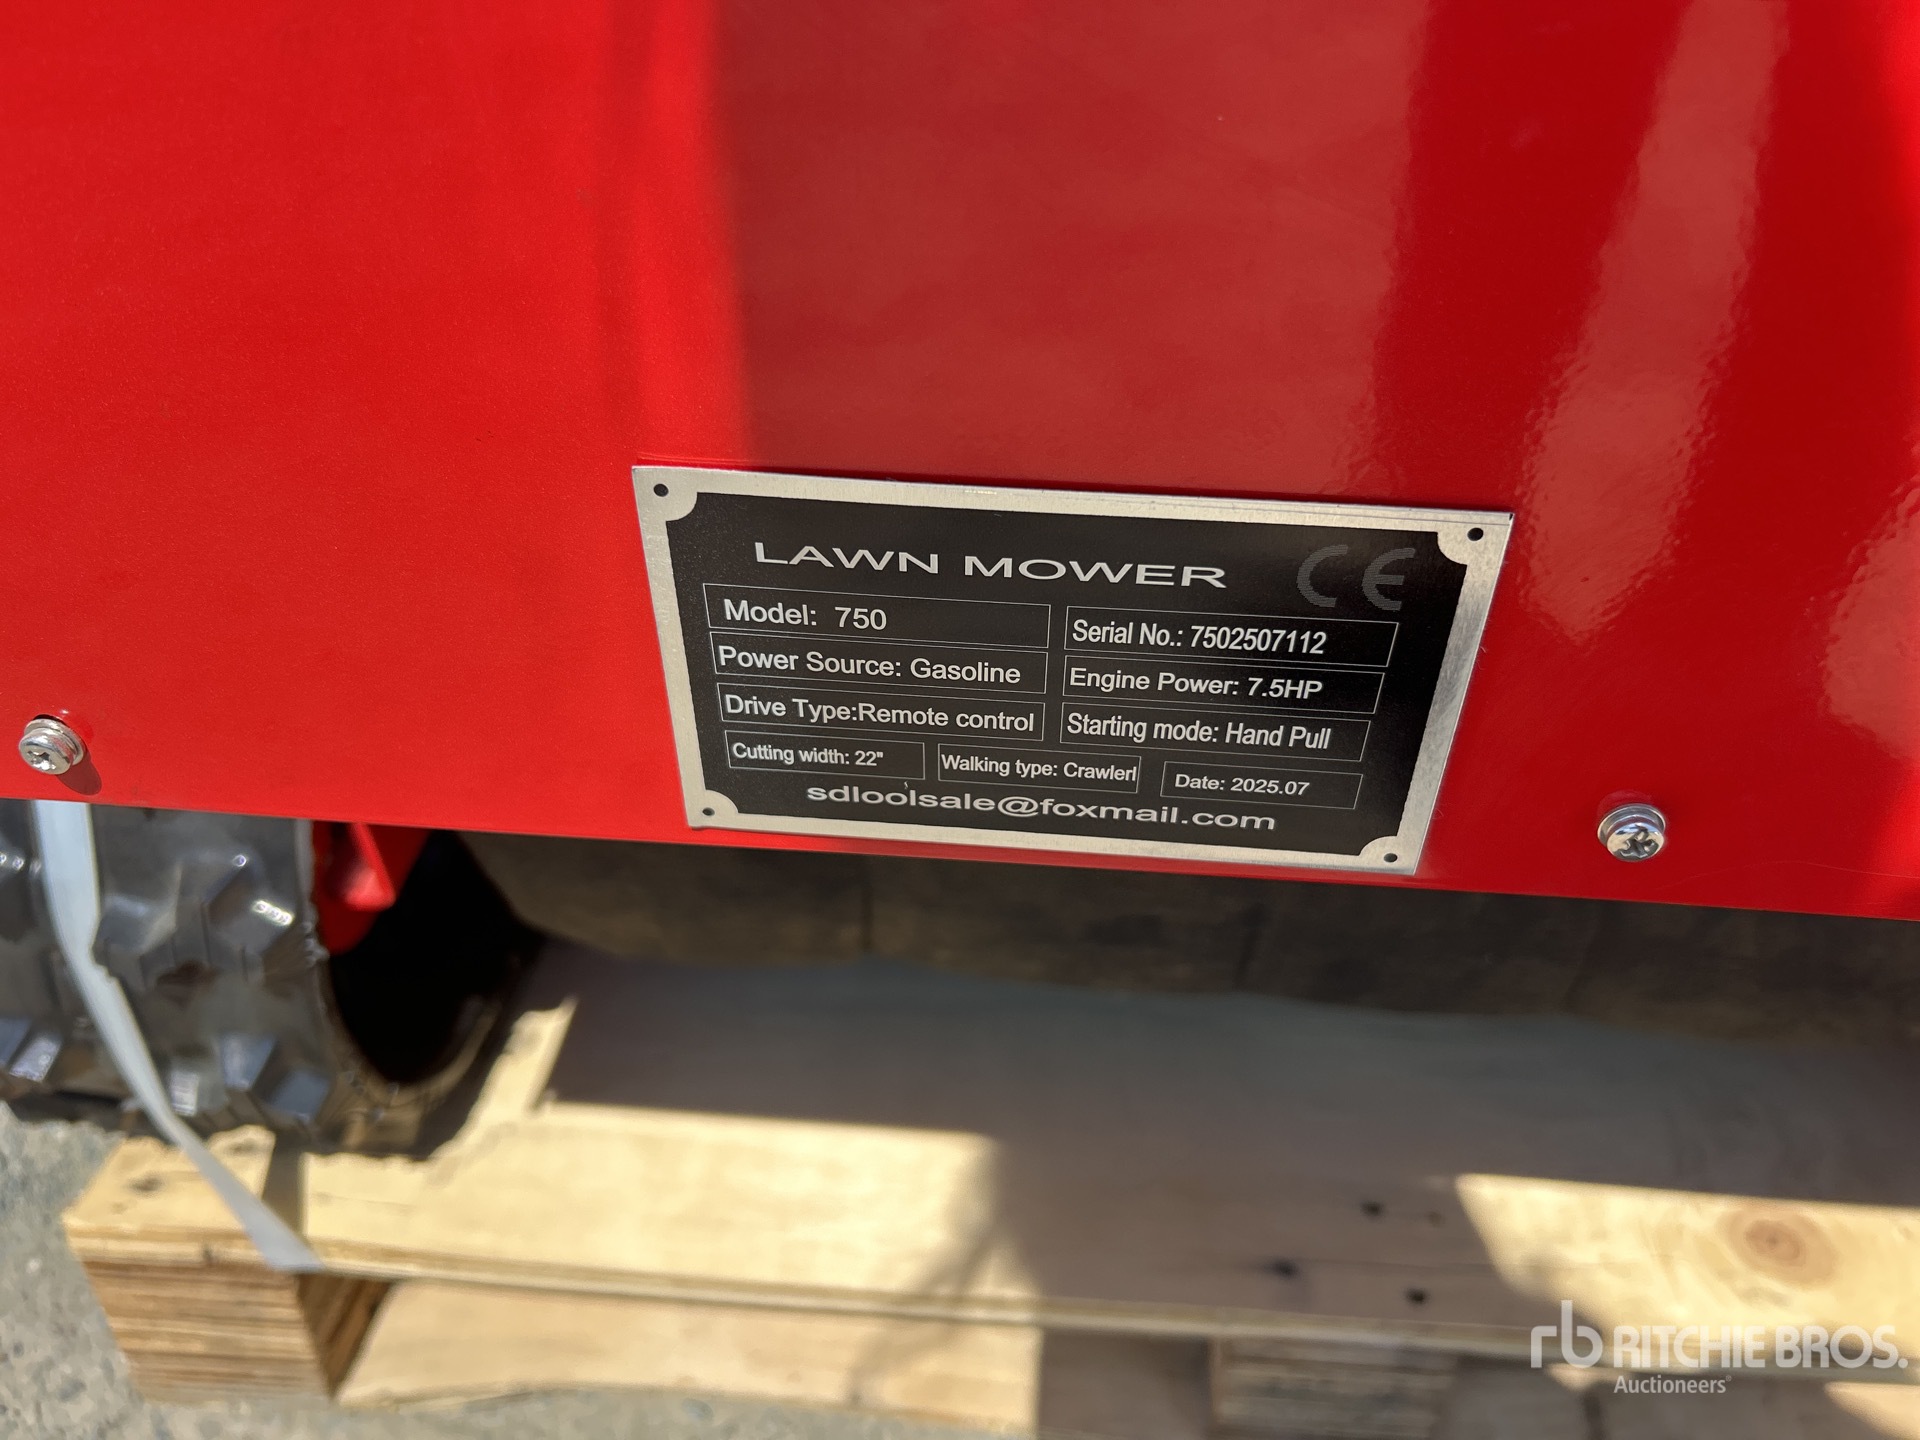 LAWN MOWER CE
Model: 750
Serial No.: 7502507112
Power Source: Gasoline
Engine Power: 7.5HP
Drive Type:Remote control
Starting mode: Hand Pull
Cutting width: 22"
Walking type: Crawlerl
Date: 2025.07
sdloolsale@foxmail.com
rb RITCHIE BROS.
Auctioneers